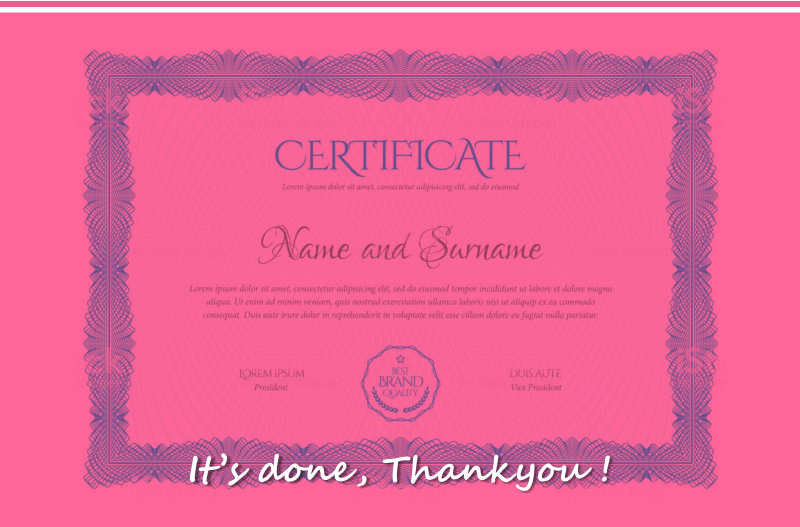 CERTIFICATE
Lorem ipsum dolor sit amet, consectetur adipisicing elit, sed do eiusmod
Name and Surname
Lorem ipsum dolor sit amet, consectetur adipisicing elit, sed do eiusmod tempor incididunt ut labore et dolore magna
aliqua. Ut enim ad minim veniam, quis nostrud exercitation ullamco laboris nisi ut aliquip ex ea commodo
consequat. Duis aute irure dolor in reprehenderit in voluptate velit esse cillum dolore eu fugiat nulla pariatur.
LOREM IPSUM
President
BEST
BRAND
QUALITY
DUIS AUTE
Vice President
It's done, Thankyou !